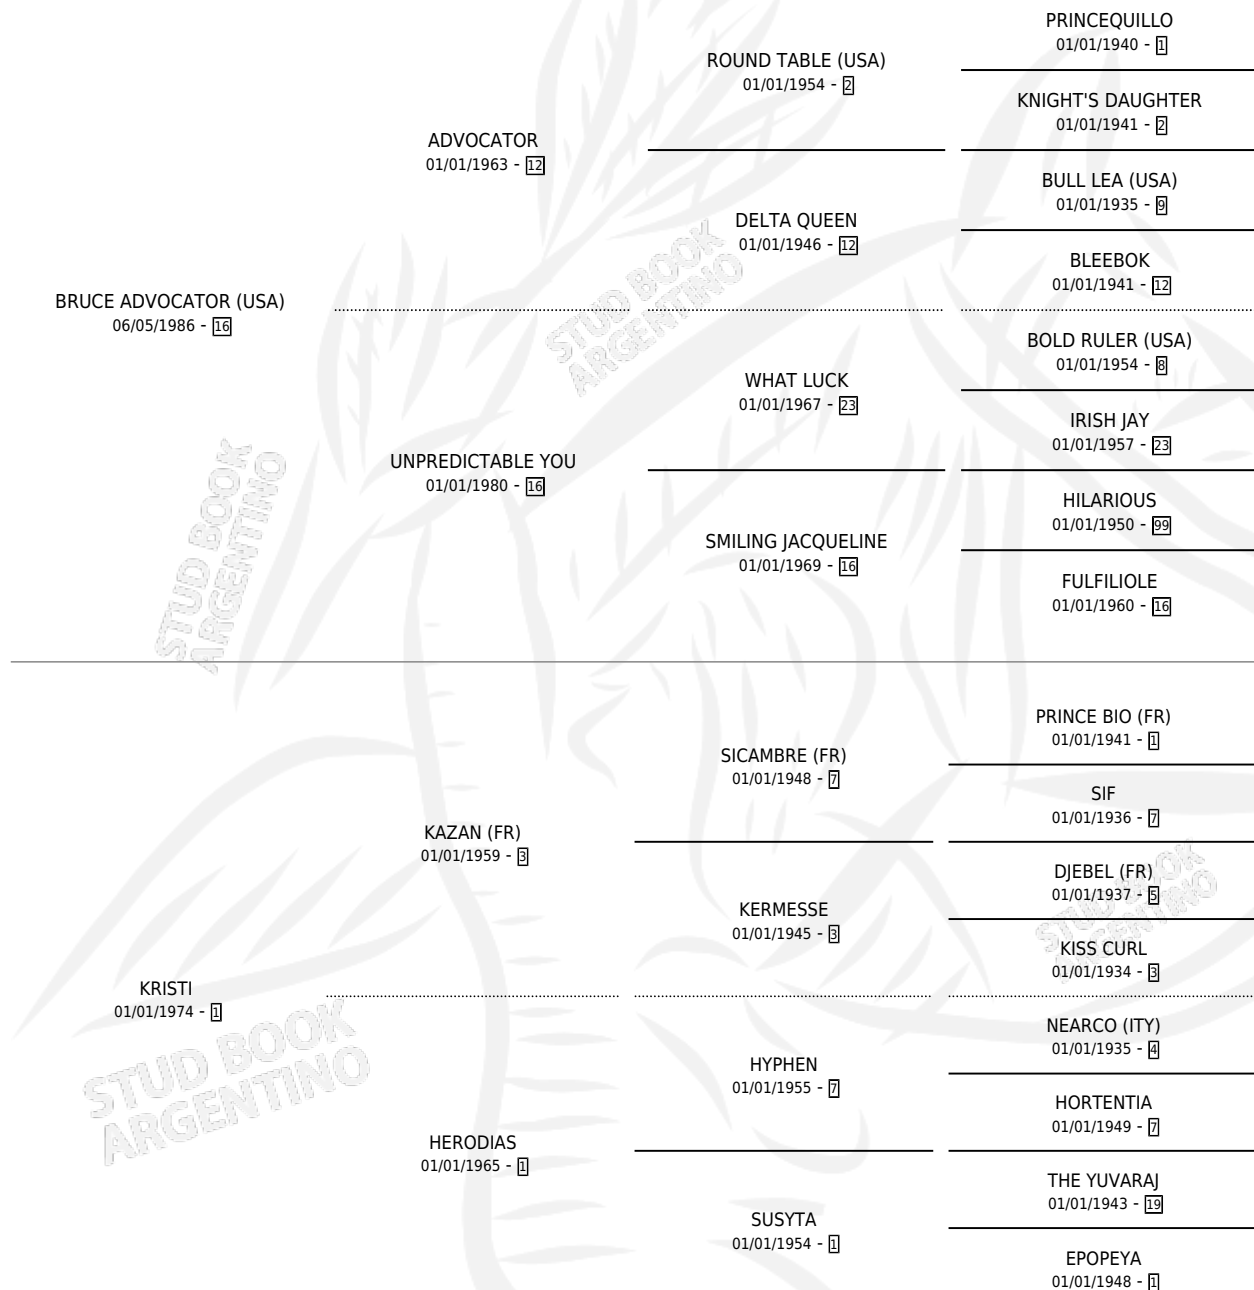 PRINCEQUILLO
01/01/1940 - 1
ROUND TABLE (USA)
01/01/1954 - 2
KNIGHT'S DAUGHTER
01/01/1941 - 2
ADVOCATOR
01/01/1963 - 12
BULL LEA (USA)
01/01/1935 - 9
DELTA QUEEN
01/01/1946 - 12
BLEEBOK
01/01/1941 - 12
BRUCE ADVOCATOR (USA)
06/05/1986 - 16
STUD BOOK
ARGENTINO
BOLD RULER (USA)
01/01/1954 - 8
WHAT LUCK
01/01/1967 - 23
IRISH JAY
01/01/1957 - 23
UNPREDICTABLE YOU
01/01/1980 - 16
HILARIOUS
01/01/1950 - 99
SMILING JACQUELINE
01/01/1969 - 16
FULFILIOLE
01/01/1960 - 16
STUD BOOK
ARGENTINO
PRINCE BIO (FR)
01/01/1941 - 1
SICAMBRE (FR)
01/01/1948 - 7
SIF
01/01/1936 - 7
KAZAN (FR)
01/01/1959 - 3
DJEBEL (FR)
01/01/1937 - 5
KERMESSE
01/01/1945 - 3
KISS CURL
01/01/1934 - 3
STUD BOOK
ARGENTINO
KRISTI
01/01/1974 - 1
STUD BOOK
ARGENTINO
NEARCO (ITY)
01/01/1935 - 4
HYPHEN
01/01/1955 - 7
HORTENTIA
01/01/1949 - 7
HERODIAS
01/01/1965 - 1
THE YUVARAJ
01/01/1943 - 19
SUSYTA
01/01/1954 - 1
EPOPEYA
01/01/1948 - 1